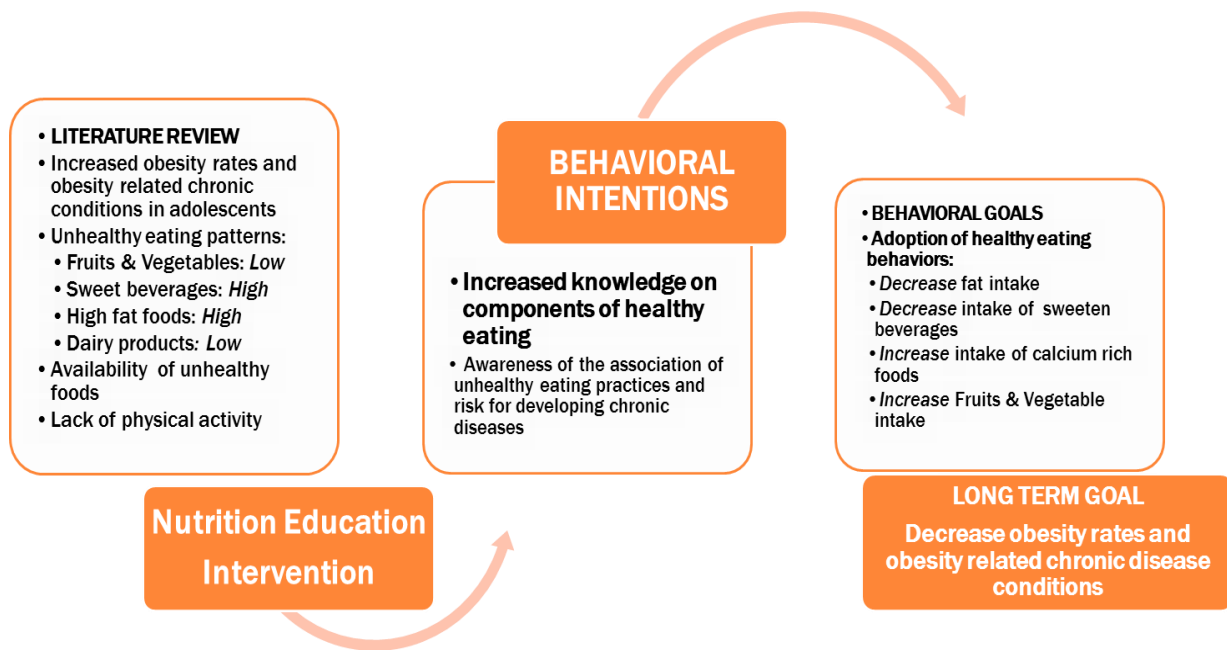 • LITERATURE REVIEW
• Increased obesity rates and
obesity related chronic
conditions in adolescents
• Unhealthy eating patterns:
• Fruits & Vegetables: Low
• Sweet beverages: High
• High fat foods: High
• Dairy products: Low
• Availability of unhealthy
foods
• Lack of physical activity
Nutrition Education
Intervention
BEHAVIORAL
INTENTIONS
• Increased knowledge on
components of healthy
eating
• Awareness of the association of
unhealthy eating practices and
risk for developing chronic
diseases
• BEHAVIORAL GOALS
• Adoption of healthy eating
behaviors:
• Decrease fat intake
• Decrease intake of sweeten
beverages
• Increase intake of calcium rich
foods
• Increase Fruits & Vegetable
intake
LONG TERM GOAL
Decrease obesity rates and
obesity related chronic disease
conditions